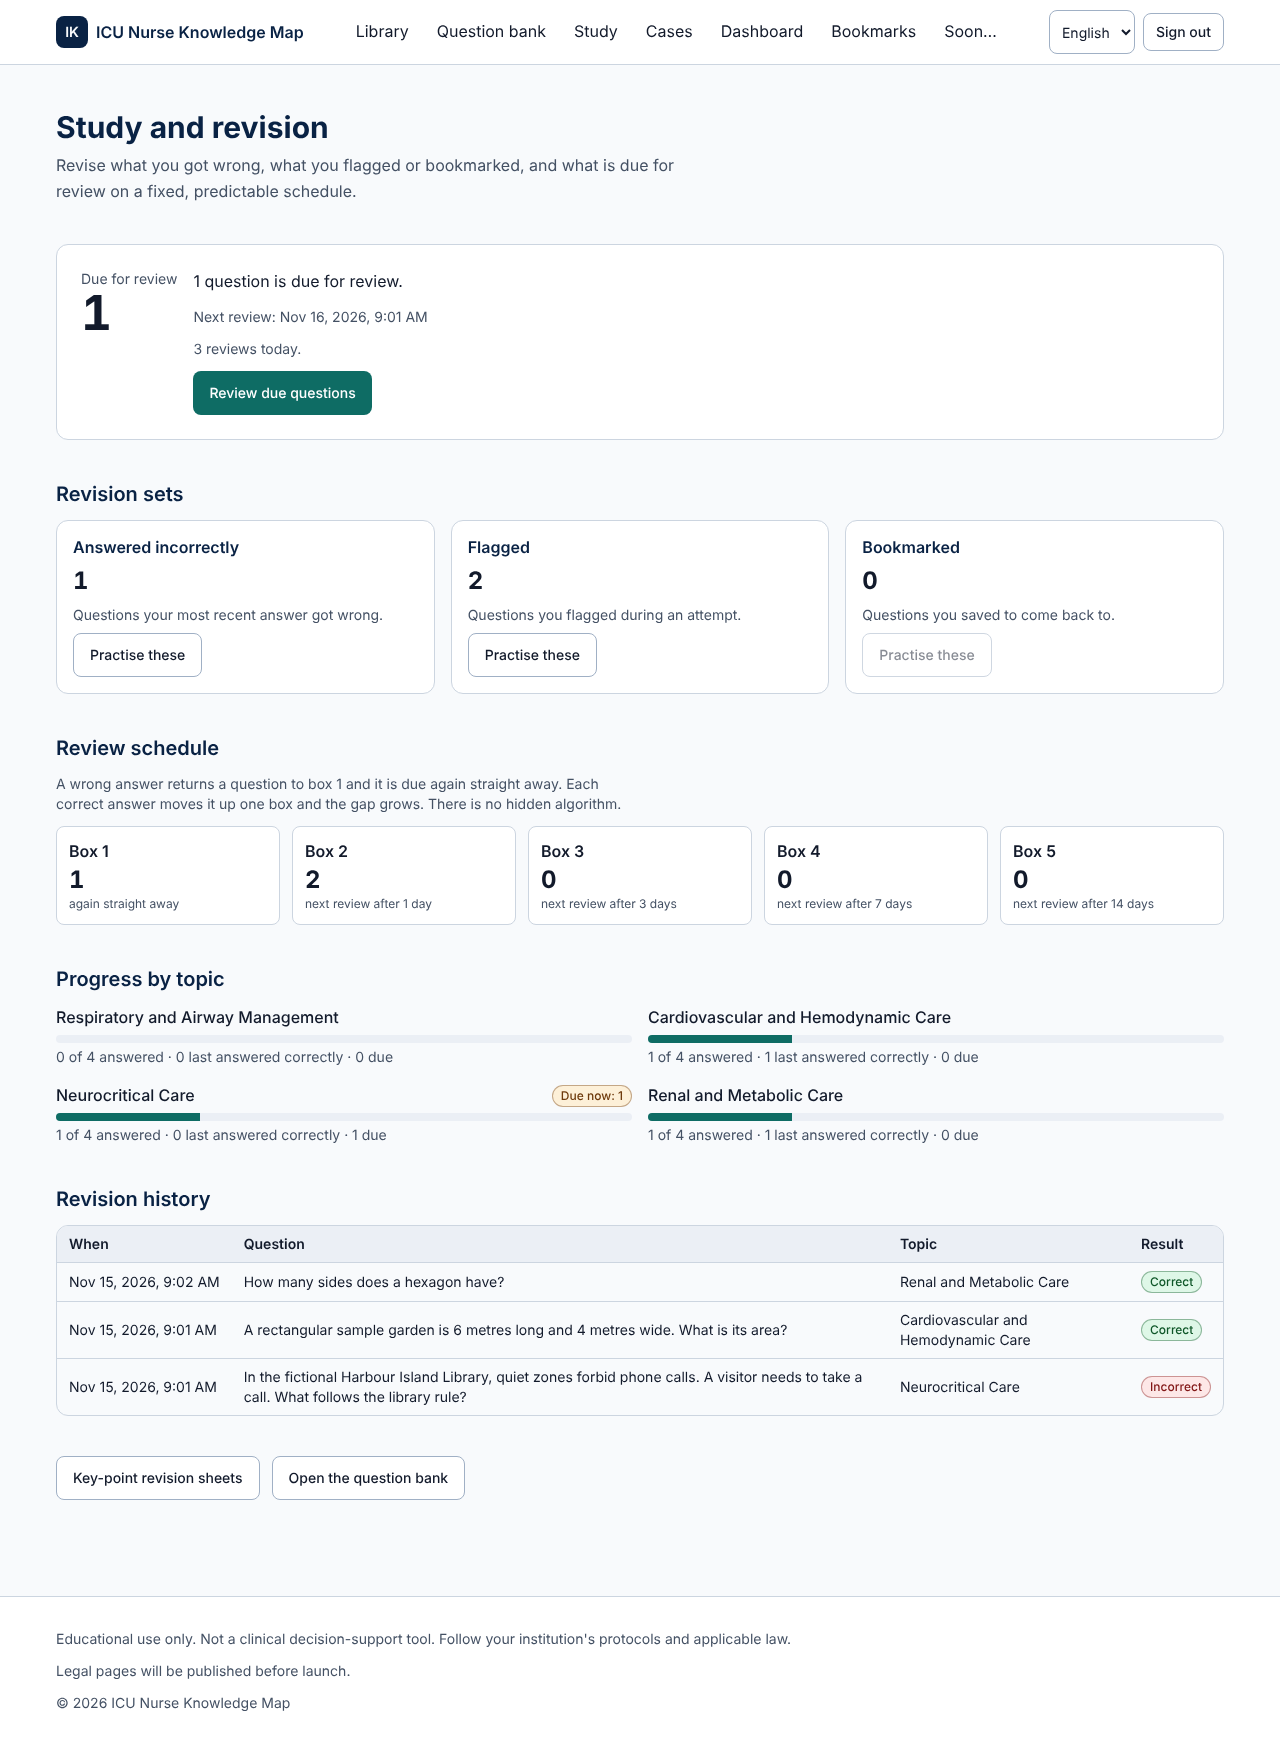 IK ICU Nurse Knowledge Map Library Question bank Study Cases Dashboard Bookmarks Soon... English Sign out
Study and revision
Revise what you got wrong, what you flagged or bookmarked, and what is due for
review on a fixed, predictable schedule.
Due for review
1
1 question is due for review.
Next review: Nov 16, 2026, 9:01 AM
3 reviews today.
Review due questions
Revision sets
Answered incorrectly
1
Questions your most recent answer got wrong.
Practise these
Flagged
2
Questions you flagged during an attempt.
Practise these
Bookmarked
0
Questions you saved to come back to.
Practise these
Review schedule
A wrong answer returns a question to box 1 and it is due again straight away. Each
correct answer moves it up one box and the gap grows. There is no hidden algorithm.
Box 1
1
again straight away
Box 2
2
next review after 1 day
Box 3
0
next review after 3 days
Box 4
0
next review after 7 days
Box 5
0
next review after 14 days
Progress by topic
Respiratory and Airway Management
0 of 4 answered · 0 last answered correctly · 0 due
Cardiovascular and Hemodynamic Care
1 of 4 answered · 1 last answered correctly · 0 due
Neurocritical Care Due now: 1
1 of 4 answered · 0 last answered correctly · 1 due
Renal and Metabolic Care
1 of 4 answered · 1 last answered correctly · 0 due
Revision history
When Question Topic Result
Nov 15, 2026, 9:02 AM How many sides does a hexagon have? Renal and Metabolic Care Correct
Nov 15, 2026, 9:01 AM A rectangular sample garden is 6 metres long and 4 metres wide. What is its area? Cardiovascular and
Hemodynamic Care Correct
Nov 15, 2026, 9:01 AM In the fictional Harbour Island Library, quiet zones forbid phone calls. A visitor needs to take a
call. What follows the library rule? Neurocritical Care Incorrect
Key-point revision sheets Open the question bank
Educational use only. Not a clinical decision-support tool. Follow your institution's protocols and applicable law.
Legal pages will be published before launch.
© 2026 ICU Nurse Knowledge Map